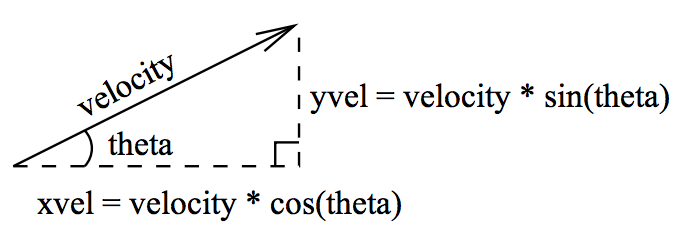 velocity
yvel = velocity * sin(theta)
theta
xvel = velocity * cos(theta)